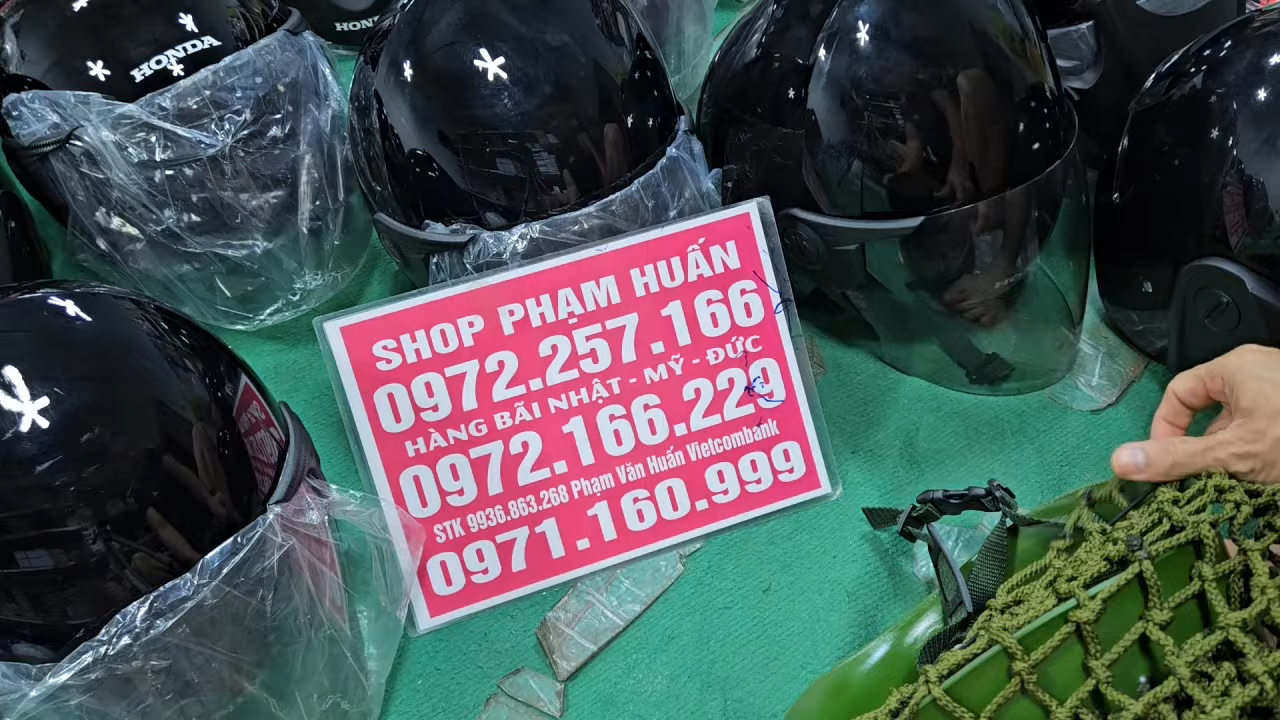 HONDA
HONDA
SHOP PHẠM HUẤN
0972.257.166
HÀNG BÃI NHẬT - MỸ - ĐỨC
0972.166.229
STK 9936.863.268 Phạm Văn Huấn Vietcombank
0971.160.999